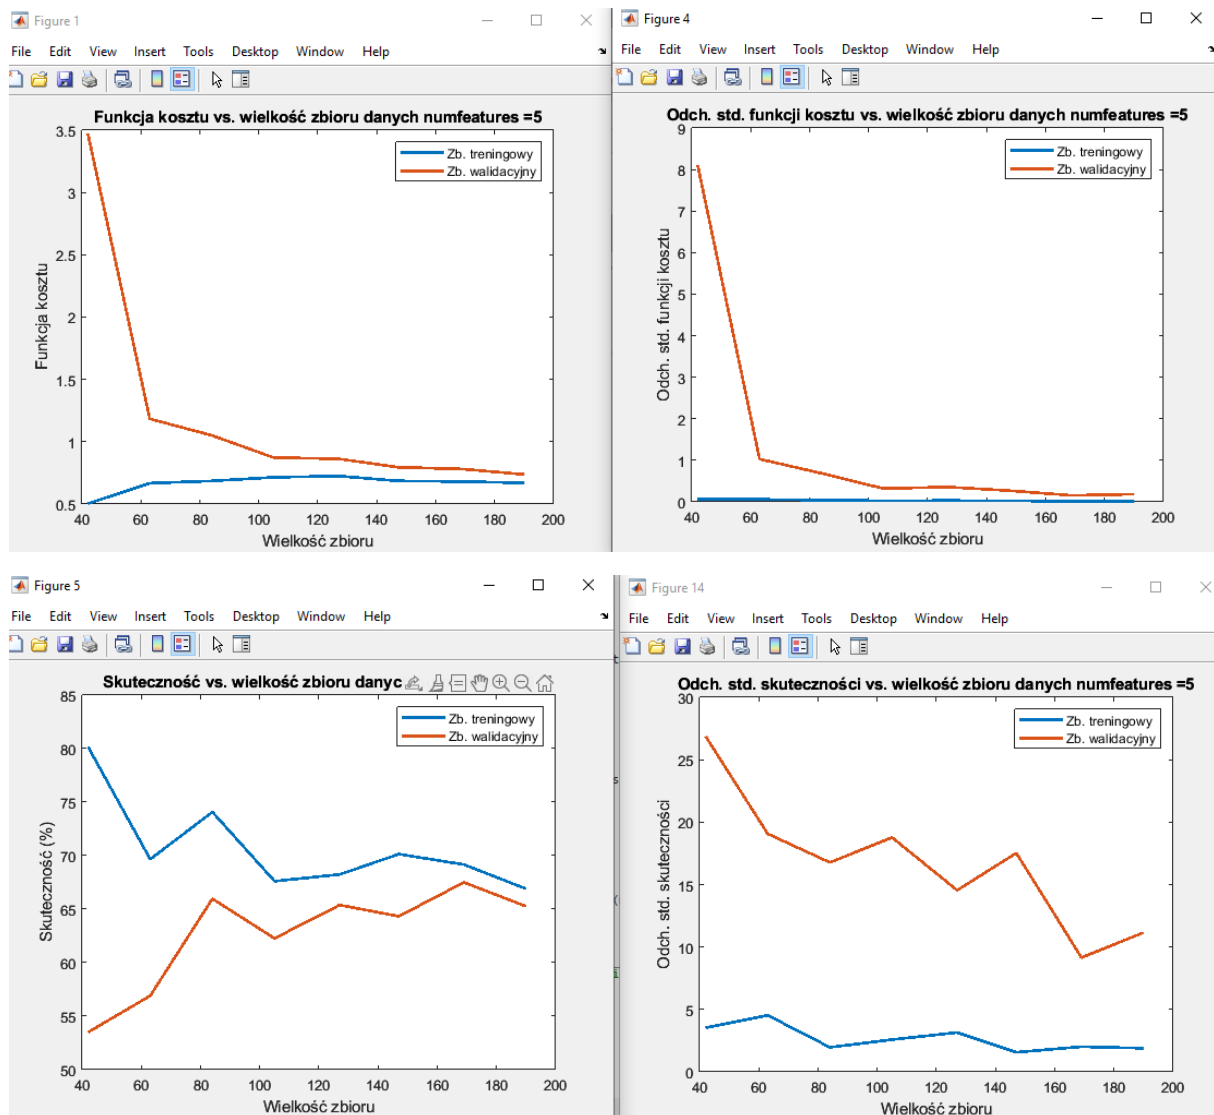 Figure 1
File Edit View Insert Tools Desktop Window Help
Funkcja kosztu vs. wielkość zbioru danych numfeatures =5
Zb. treningowy
Zb. walidacyjny
Funkcja kosztu
3.5
3
2.5
2
1.5
1
0.5
40 60 80 100 120 140 160 180 200
Wielkość zbioru
Figure 4
File Edit View Insert Tools Desktop Window Help
Odch. std. funkcji kosztu vs. wielkość zbioru danych numfeatures =5
Zb. treningowy
Zb. walidacyjny
Odch. std. funkcji kosztu
9
8
7
6
5
4
3
2
1
0
40 60 80 100 120 140 160 180 200
Wielkość zbioru
Figure 5
File Edit View Insert Tools Desktop Window Help
Skuteczność vs. wielkość zbioru danyc
Zb. treningowy
Zb. walidacyjny
Skuteczność (%)
85
80
75
70
65
60
55
50
40 60 80 100 120 140 160 180 200
Wielkość zbioru
Figure 14
File Edit View Insert Tools Desktop Window Help
Odch. std. skuteczności vs. wielkość zbioru danych numfeatures =5
Zb. treningowy
Zb. walidacyjny
Odch. std. skuteczności
30
25
20
15
10
5
0
40 60 80 100 120 140 160 180 200
Wielkość zbioru